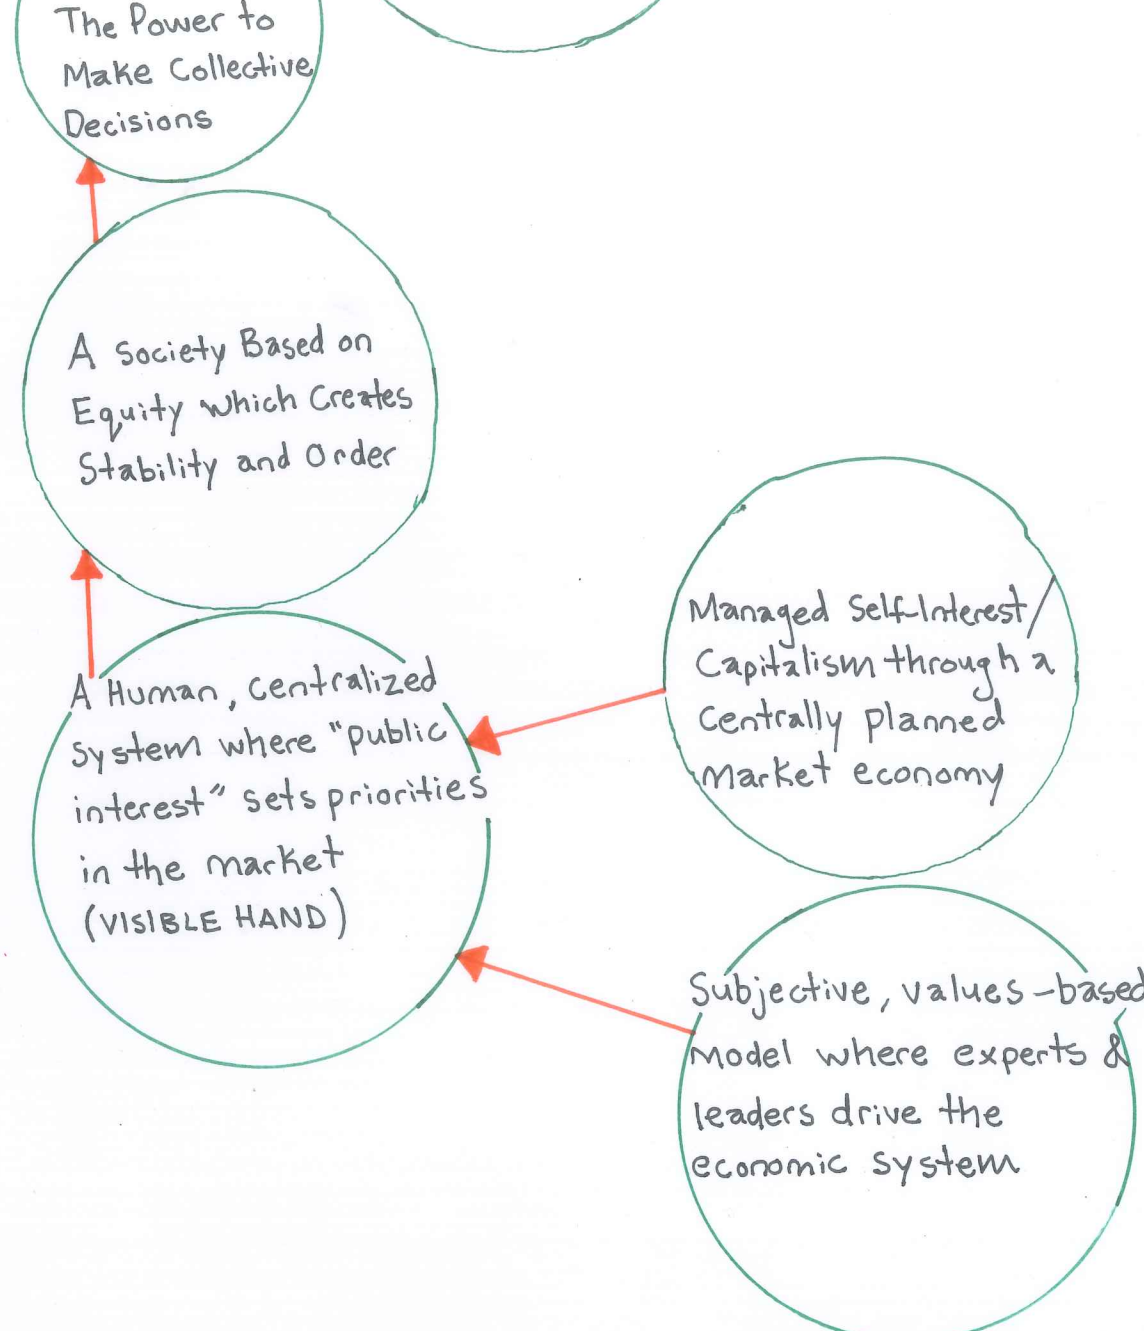 The Power to
Make Collective
Decisions
A Society Based on
Equity which Creates
Stability and Order
A Human, centralized
system where "public
interest" sets priorities
in the market
(VISIBLE HAND)
Managed Self-Interest/
Capitalism through a
Centrally planned
market economy
Subjective, values-based
model where experts &
leaders drive the
economic system